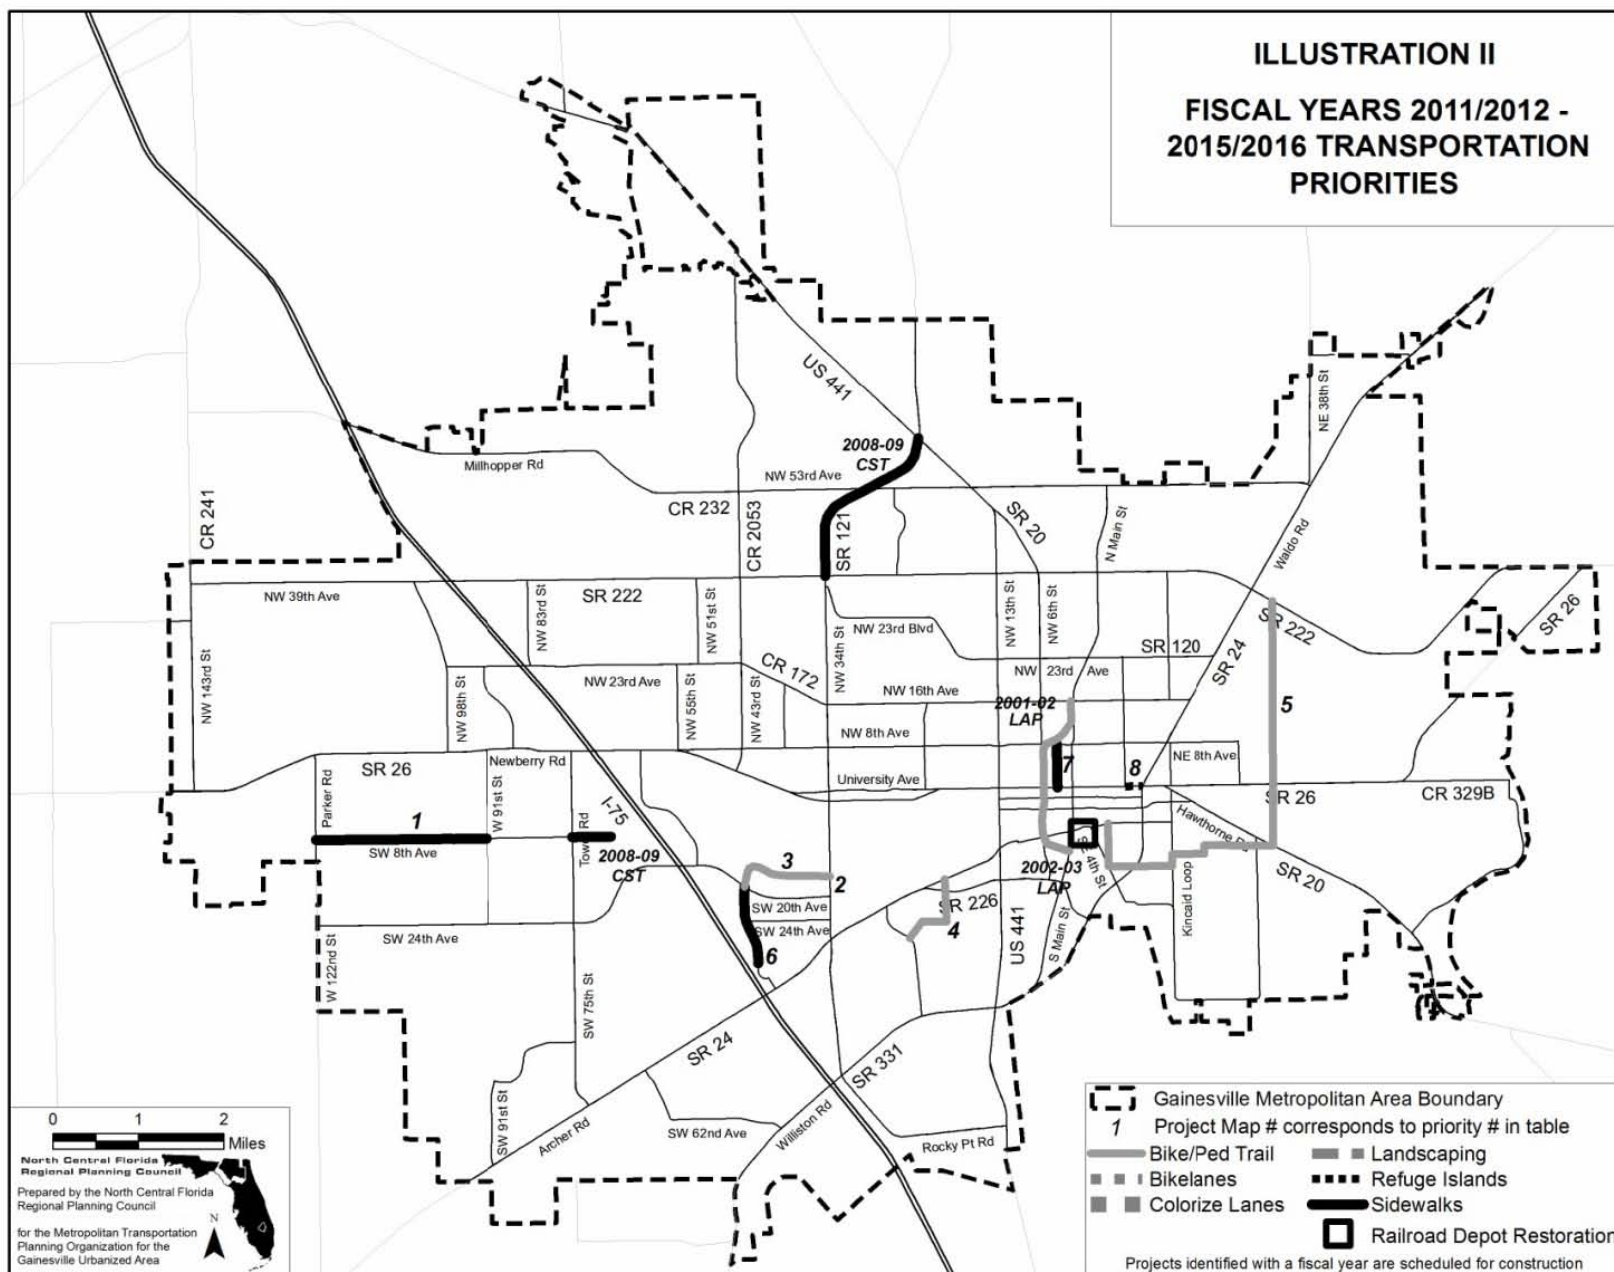 ILLUSTRATION II
FISCAL YEARS 2011/2012 -
2015/2016 TRANSPORTATION
PRIORITIES
US 441
NE 38th St
2008-09
CST
Millhopper Rd
NW 53rd Ave
CR 232
CR 241
CR 2053
SR 121
SR 20
N Main St
Waldo Rd
NW 39th Ave
SR 222
NW 83rd St
NW 51st St
NW 34th St
NW 23rd Blvd
NW 13th St
NW 6th St
SR 120
SR 24
SR 222
SR 26
NW 143rd St
NW 98th St
NW 23rd Ave
NW 55th St
NW 43rd St
CR 172
NW 16th Ave
NW 23rd Ave
2001-02
LAP
5
NW 8th Ave
NE 8th Ave
SR 26
Newberry Rd
University Ave
7
8
SR 26
CR 329B
Parker Rd
W 91st St
1
SW 8th Ave
I-75
2008-09
CST
Hawthorne Rd
3
2
2002-03
LAP
SE 4th St
Kincaid Loop
SR 20
SW 20th Ave
SW 24th Ave
6
SR 226
4
US 441
S Main St
SW 24th Ave
W 122nd St
SW 75th St
SR 24
SR 331
SW 91st St
Archer Rd
SW 62nd Ave
Williston Rd
Rocky Pt Rd
0 1 2
Miles
North Central Florida
Regional Planning Council
Prepared by the North Central Florida
Regional Planning Council
N
for the Metropolitan Transportation
Planning Organization for the
Gainesville Urbanized Area
Gainesville Metropolitan Area Boundary
1 Project Map # corresponds to priority # in table
Bike/Ped Trail
Landscaping
Bikelanes
Refuge Islands
Colorize Lanes
Sidewalks
Railroad Depot Restoration
Projects identified with a fiscal year are scheduled for construction